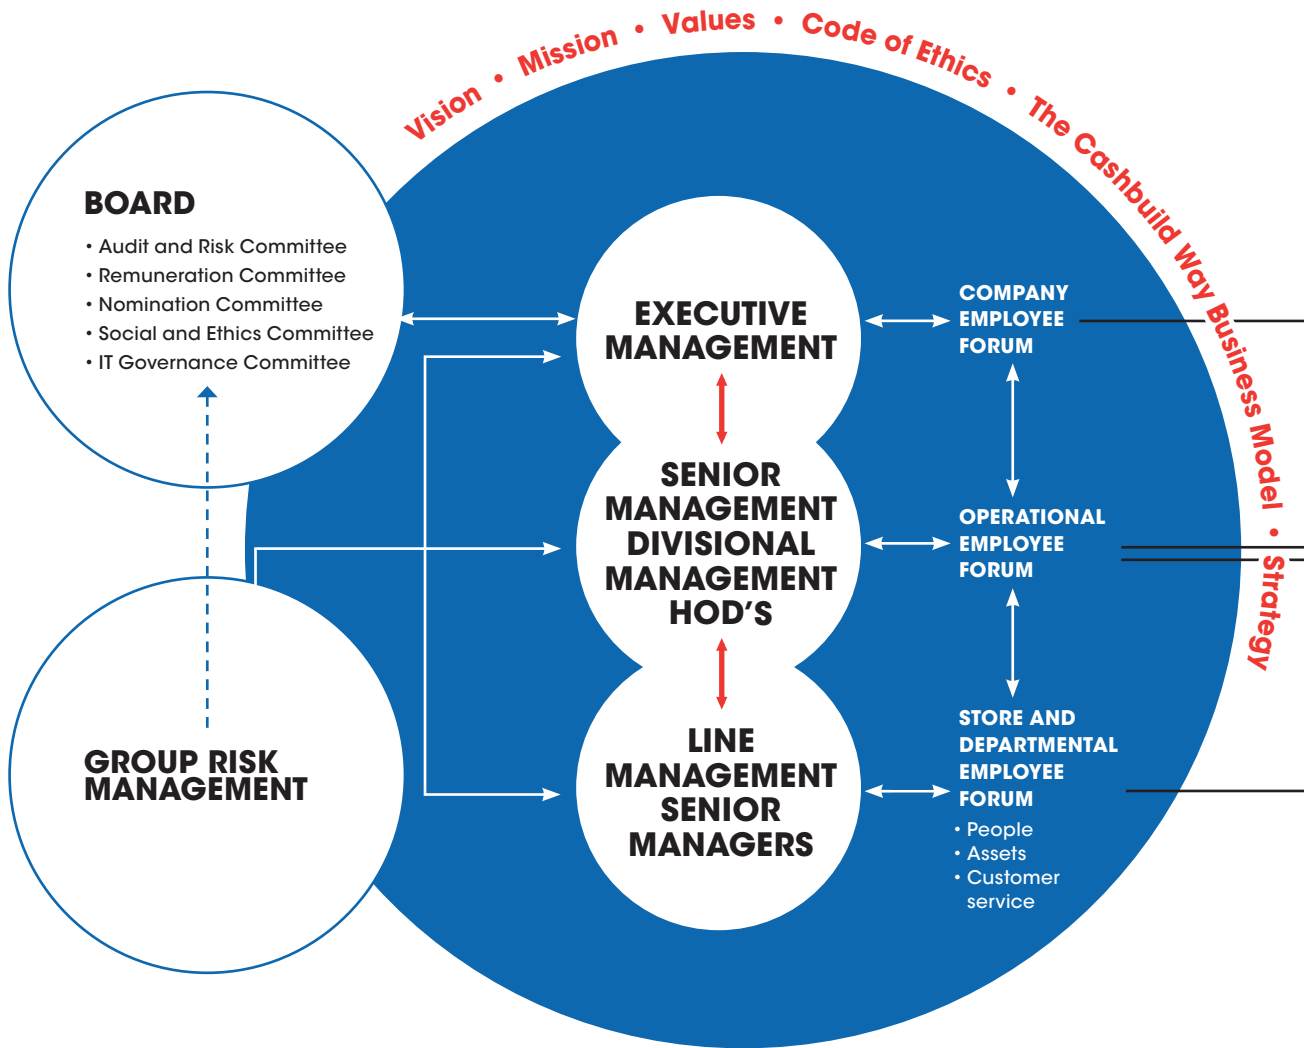 Vision • Mission • Values • Code of Ethics • The Cashbuild Way Business Model • Strategy
BOARD
• Audit and Risk Committee
• Remuneration Committee
• Nomination Committee
• Social and Ethics Committee
• IT Governance Committee
GROUP RISK
MANAGEMENT
EXECUTIVE
MANAGEMENT
SENIOR
MANAGEMENT
DIVISIONAL
MANAGEMENT
HOD'S
LINE
MANAGEMENT
SENIOR
MANAGERS
COMPANY
EMPLOYEE
FORUM
OPERATIONAL
EMPLOYEE
FORUM
STORE AND
DEPARTMENTAL
EMPLOYEE
FORUM
• People
• Assets
• Customer
service